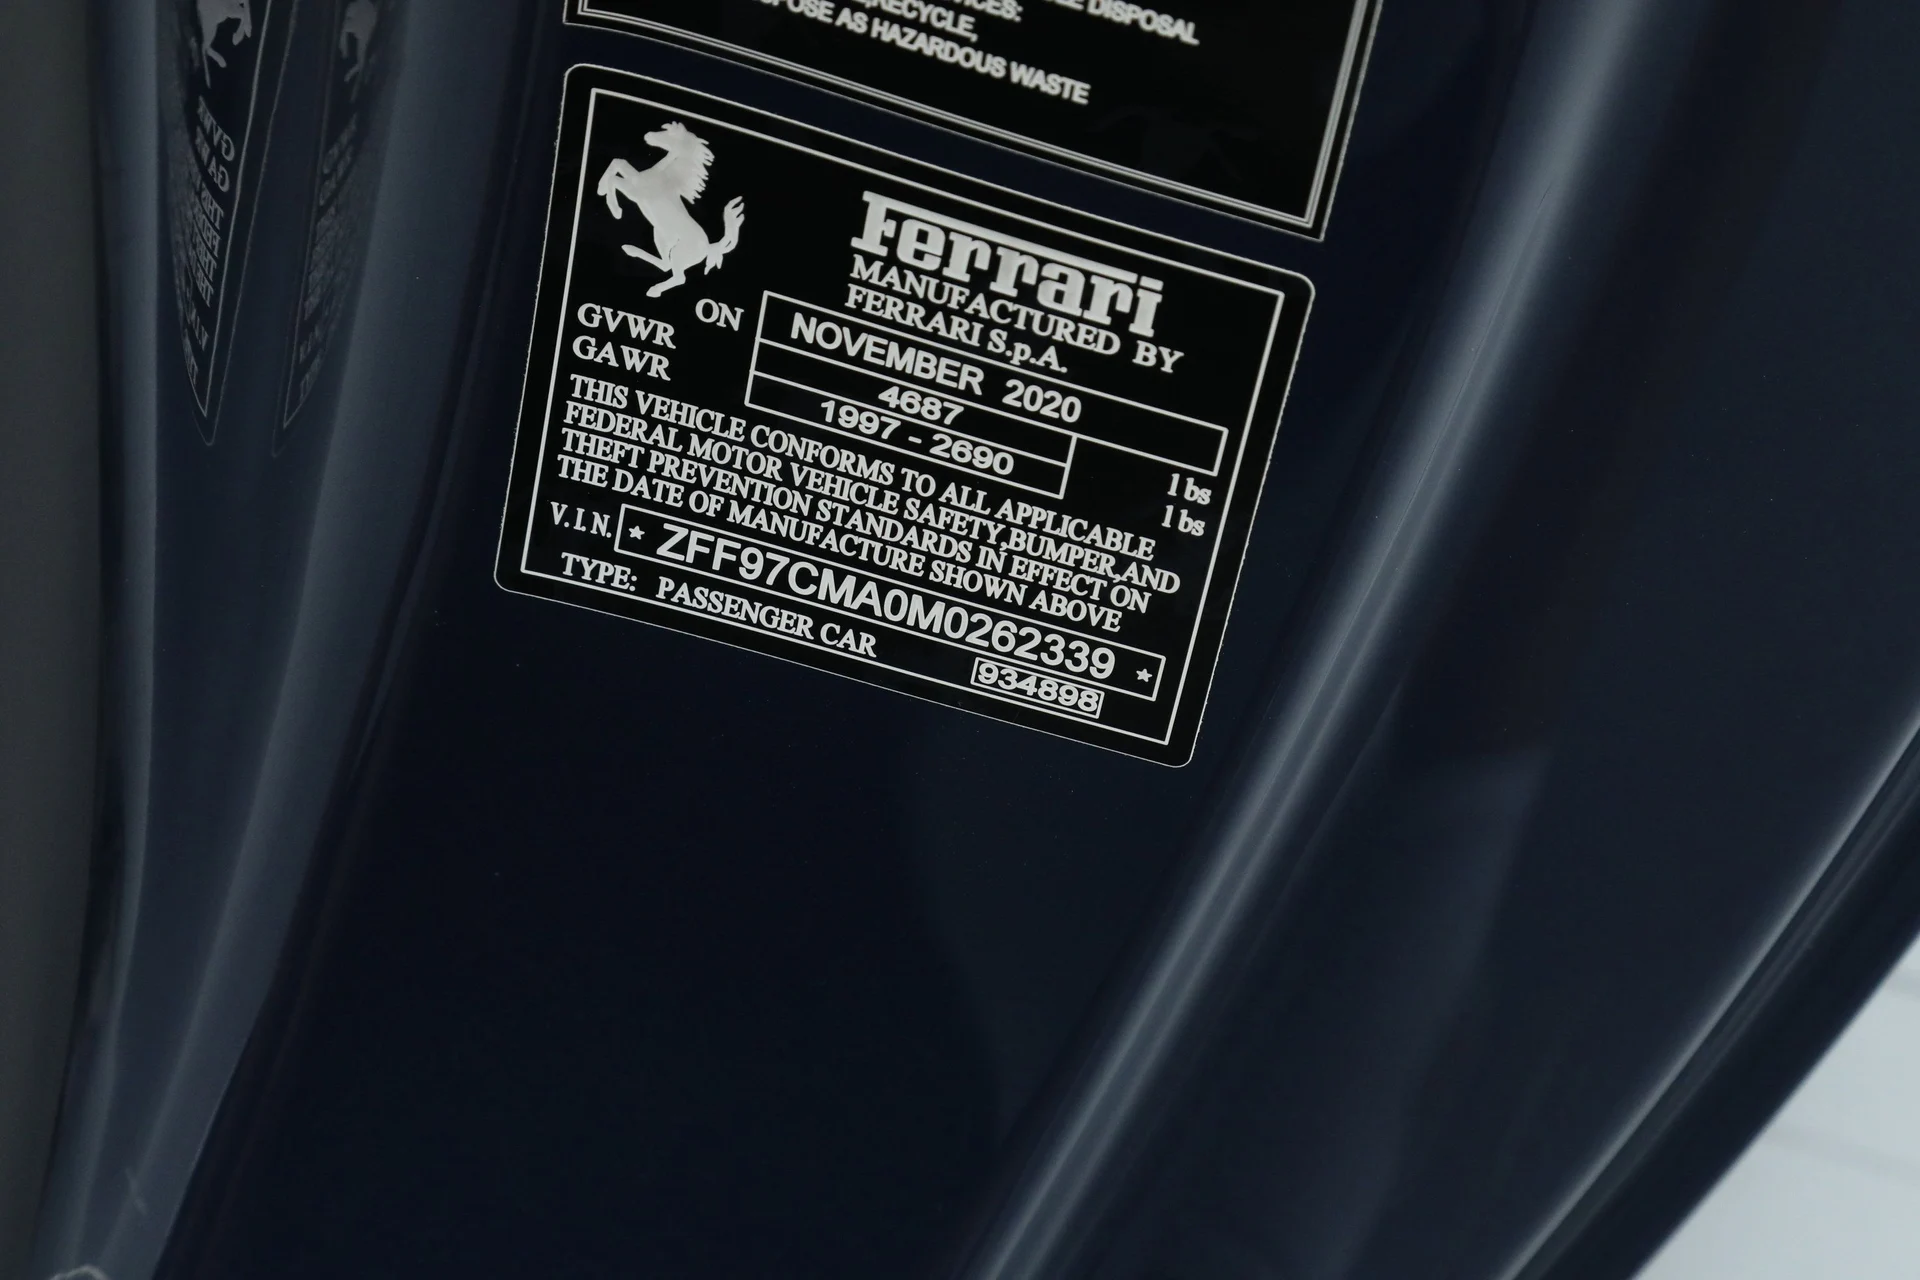 DISPOSAL
RECYCLE,
AS HAZARDOUS WASTE
Ferrari
MANUFACTURED BY
FERRARI S.p.A.
ON NOVEMBER 2020
GVWR 4687 lbs
GAWR 1997 - 2690 lbs
THIS VEHICLE CONFORMS TO ALL APPLICABLE
FEDERAL MOTOR VEHICLE SAFETY,BUMPER,AND
THEFT PREVENTION STANDARDS IN EFFECT ON
THE DATE OF MANUFACTURE SHOWN ABOVE
V.I.N. ★ ZFF97CMA0M0262339 ★
TYPE: PASSENGER CAR 934898